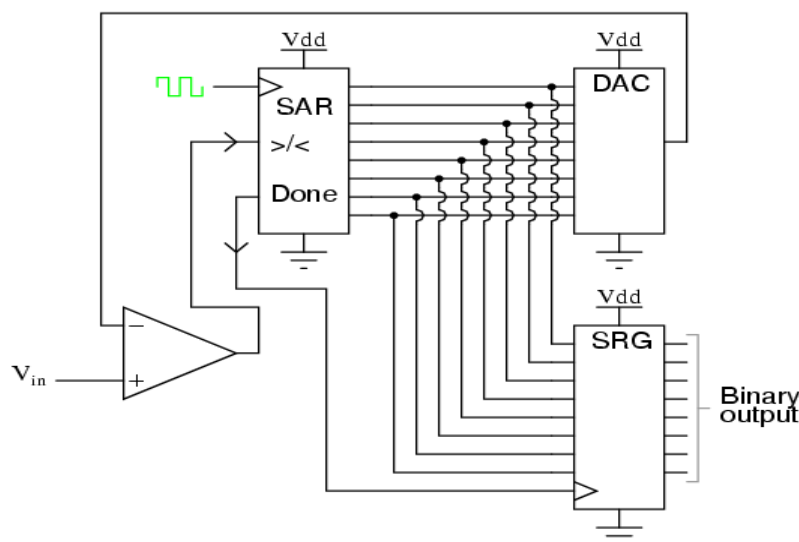 Vdd
Vdd
SAR
DAC
>/<
Done
Vdd
SRG
−
Vin
+
Binary
output